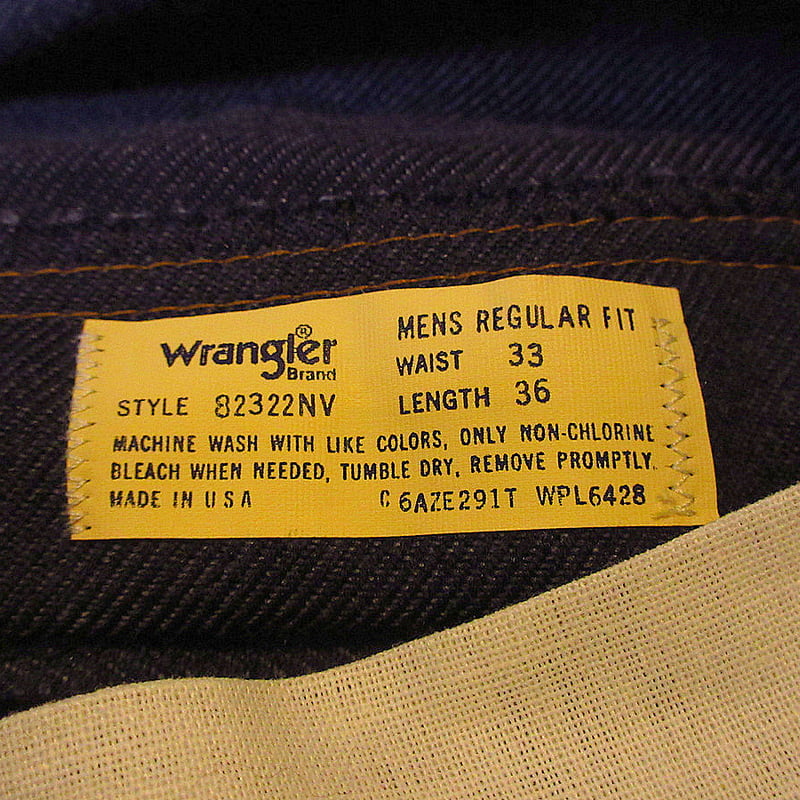 Wrangler®
Brand
STYLE 82322NV
MENS REGULAR FIT
WAIST 33
LENGTH 36
MACHINE WASH WITH LIKE COLORS, ONLY NON-CHLORINE
BLEACH WHEN NEEDED, TUMBLE DRY, REMOVE PROMPTLY.
MADE IN U S A C 6AZE291T WPL6428